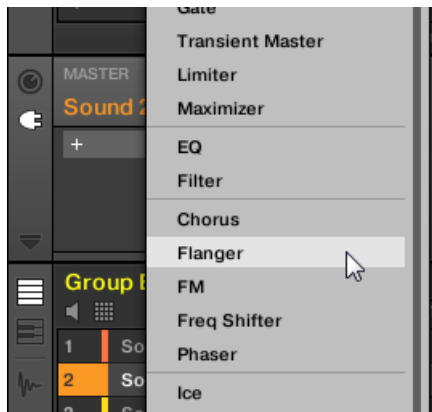 Gate
Transient Master
MASTER
Limiter
Sound 2
Maximizer
+
EQ
Filter
Chorus
Flanger
Group
FM
Freq Shifter
1 So
Phaser
2 So
Ice